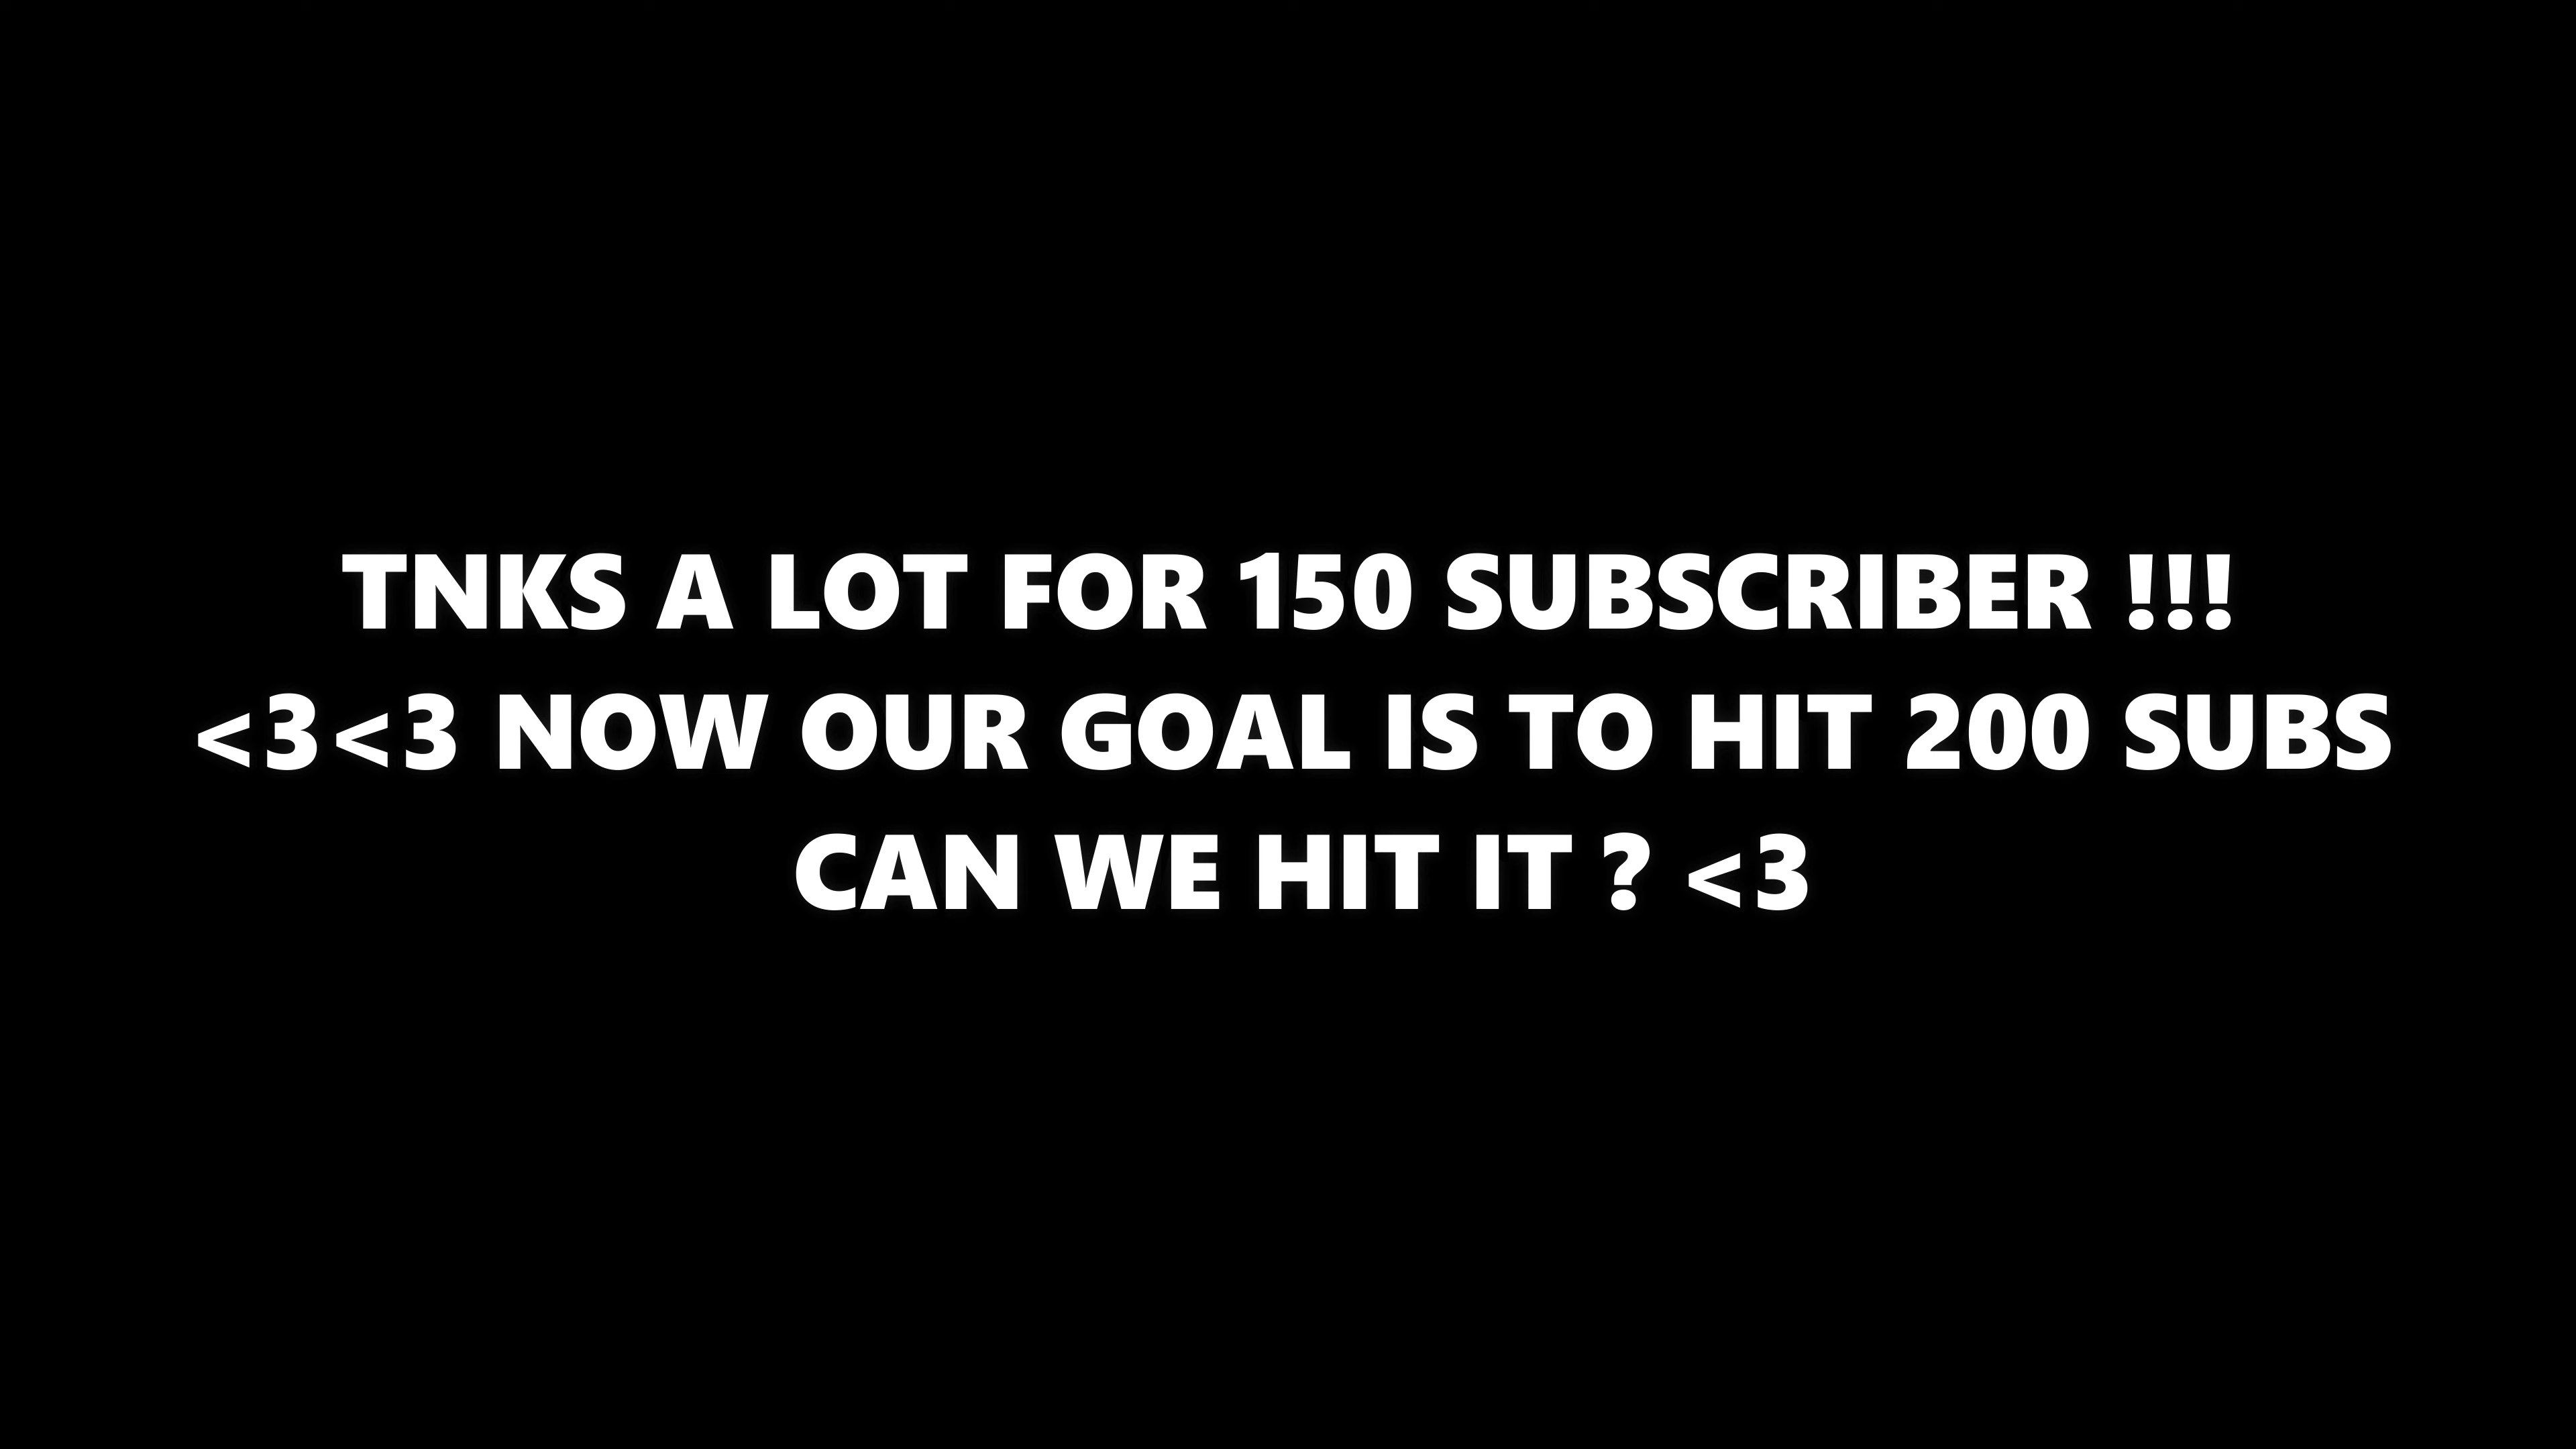 TNKS A LOT FOR 150 SUBSCRIBER !!!
<3<3 NOW OUR GOAL IS TO HIT 200 SUBS
CAN WE HIT IT ? <3